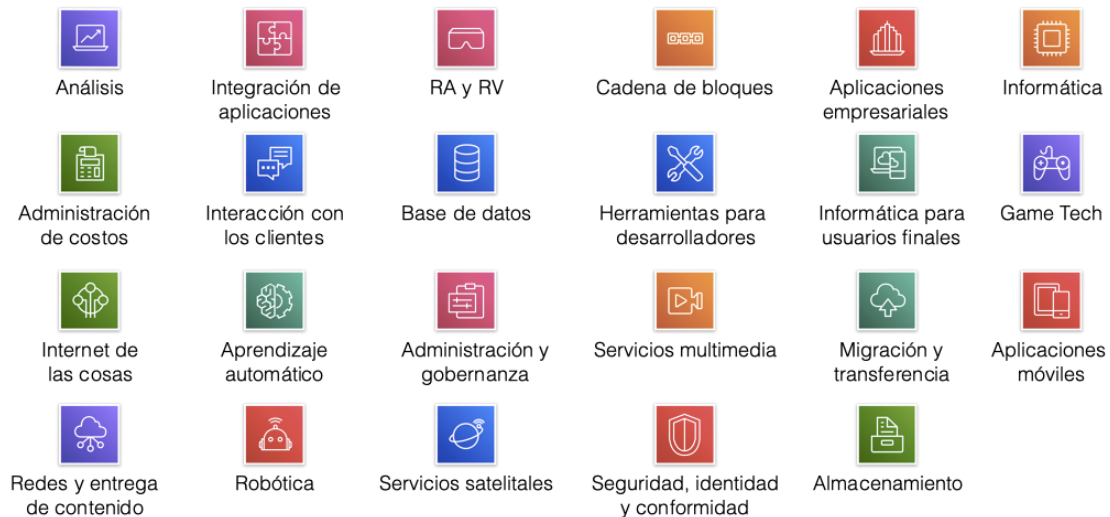 Análisis
Integración de
aplicaciones
RA y RV
Cadena de bloques
Aplicaciones
empresariales
Informática
Administración
de costos
Interacción con
los clientes
Base de datos
Herramientas para
desarrolladores
Informática para
usuarios finales
Game Tech
Internet de
las cosas
Aprendizaje
automático
Administración y
gobernanza
Servicios multimedia
Migración y
transferencia
Aplicaciones
móviles
Redes y entrega
de contenido
Robótica
Servicios satelitales
Seguridad, identidad
y conformidad
Almacenamiento